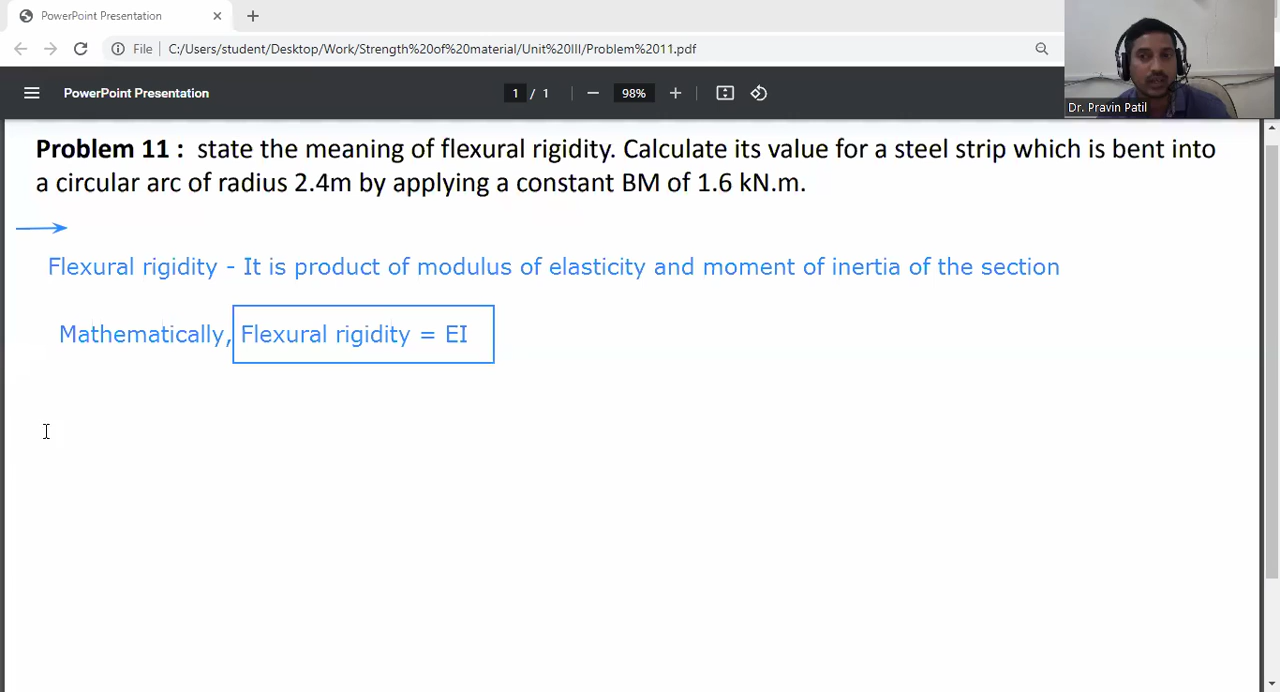 PowerPoint Presentation
File C:/Users/student/Desktop/Work/Strength%20of%20material/Unit%20III/Problem%2011.pdf
PowerPoint Presentation 1 / 1 98%
Dr. Pravin Patil
Problem 11 : state the meaning of flexural rigidity. Calculate its value for a steel strip which is bent into
a circular arc of radius 2.4m by applying a constant BM of 1.6 kN.m.
Flexural rigidity - It is product of modulus of elasticity and moment of inertia of the section
Mathematically, Flexural rigidity = EI